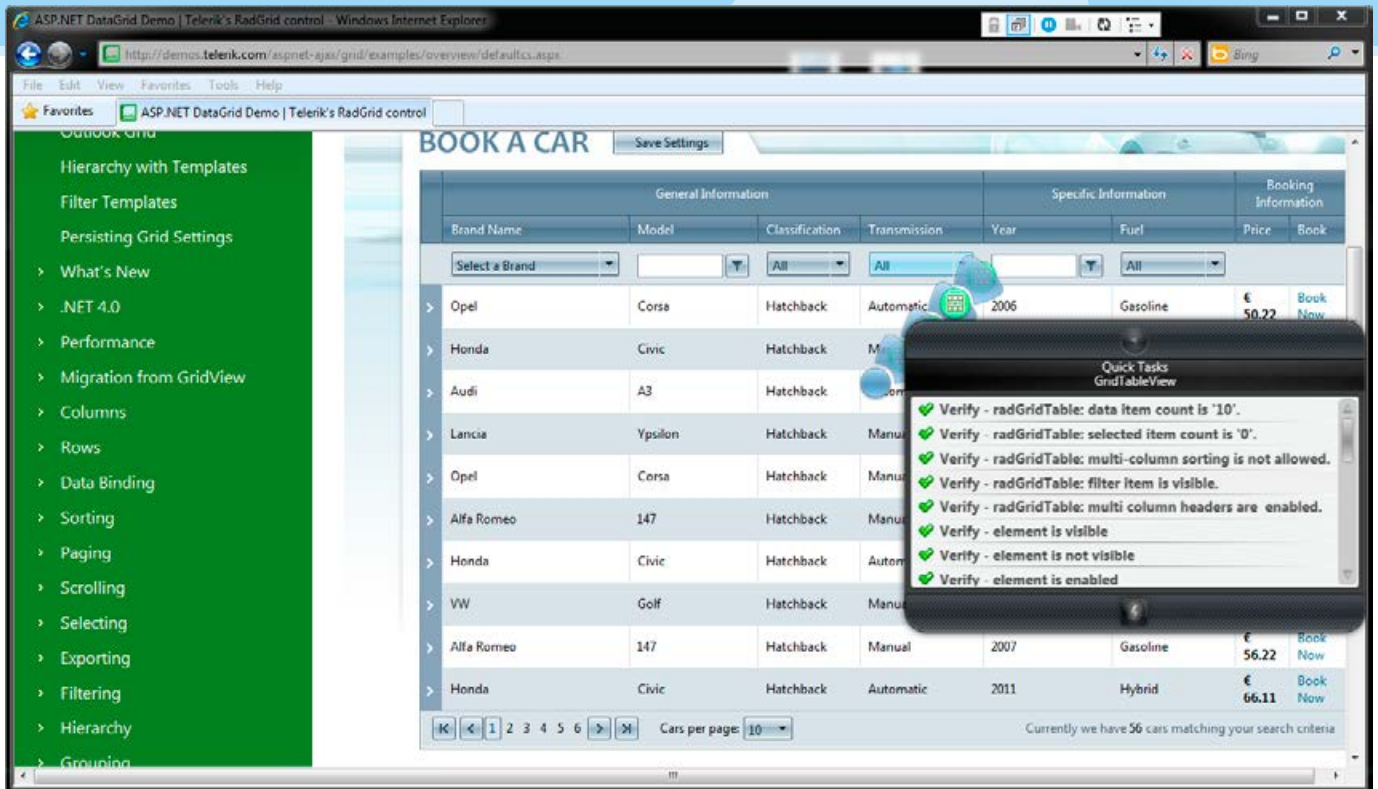 ASP.NET DataGrid Demo | Telerik's RadGrid control - Windows Internet Explorer
http://demos.telerik.com/aspnet-ajax/grid/examples/overview/defaultcs.aspx
Bing
File Edit View Favorites Tools Help
Favorites
ASP.NET DataGrid Demo | Telerik's RadGrid control
Outlook Grid
Hierarchy with Templates
Filter Templates
Persisting Grid Settings
What's New
.NET 4.0
Performance
Migration from GridView
Columns
Rows
Data Binding
Sorting
Paging
Scrolling
Selecting
Exporting
Filtering
Hierarchy
Grouping
BOOK A CAR
Save Settings
General Information Specific Information Booking Information
Brand Name Model Classification Transmission Year Fuel Price Book
Select a Brand All All All
Opel Corsa Hatchback Automatic 2006 Gasoline € 50.22 Book Now
Honda Civic Hatchback
Audi A3 Hatchback
Lancia Ypsilon Hatchback Manu
Opel Corsa Hatchback Manu
Alfa Romeo 147 Hatchback Manu
Honda Civic Hatchback Autom
VW Golf Hatchback Manu
Alfa Romeo 147 Hatchback Manual 2007 Gasoline € 56.22 Book Now
Honda Civic Hatchback Automatic 2011 Hybrid € 66.11 Book Now
1 2 3 4 5 6 Cars per page: 10 Currently we have 56 cars matching your search criteria
Quick Tasks
GridTableView
Verify - radGridTable: data item count is '10'.
Verify - radGridTable: selected item count is '0'.
Verify - radGridTable: multi-column sorting is not allowed.
Verify - radGridTable: filter item is visible.
Verify - radGridTable: multi column headers are enabled.
Verify - element is visible
Verify - element is not visible
Verify - element is enabled